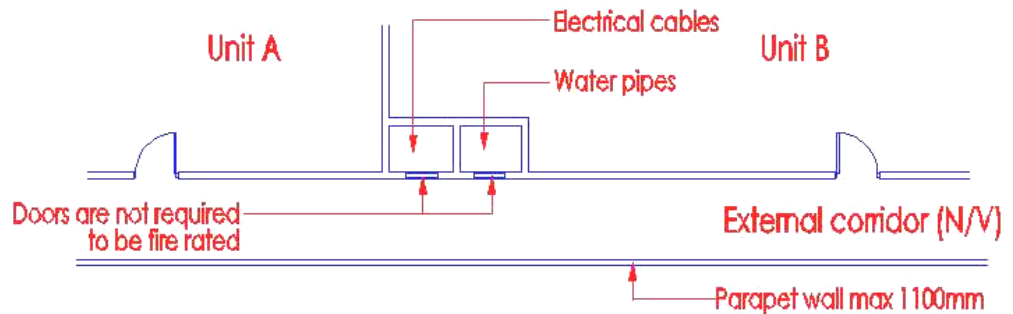 Electrical cables
Unit A
Unit B
Water pipes
Doors are not required
to be fire rated
External corridor (N/V)
Parapet wall max 1100mm